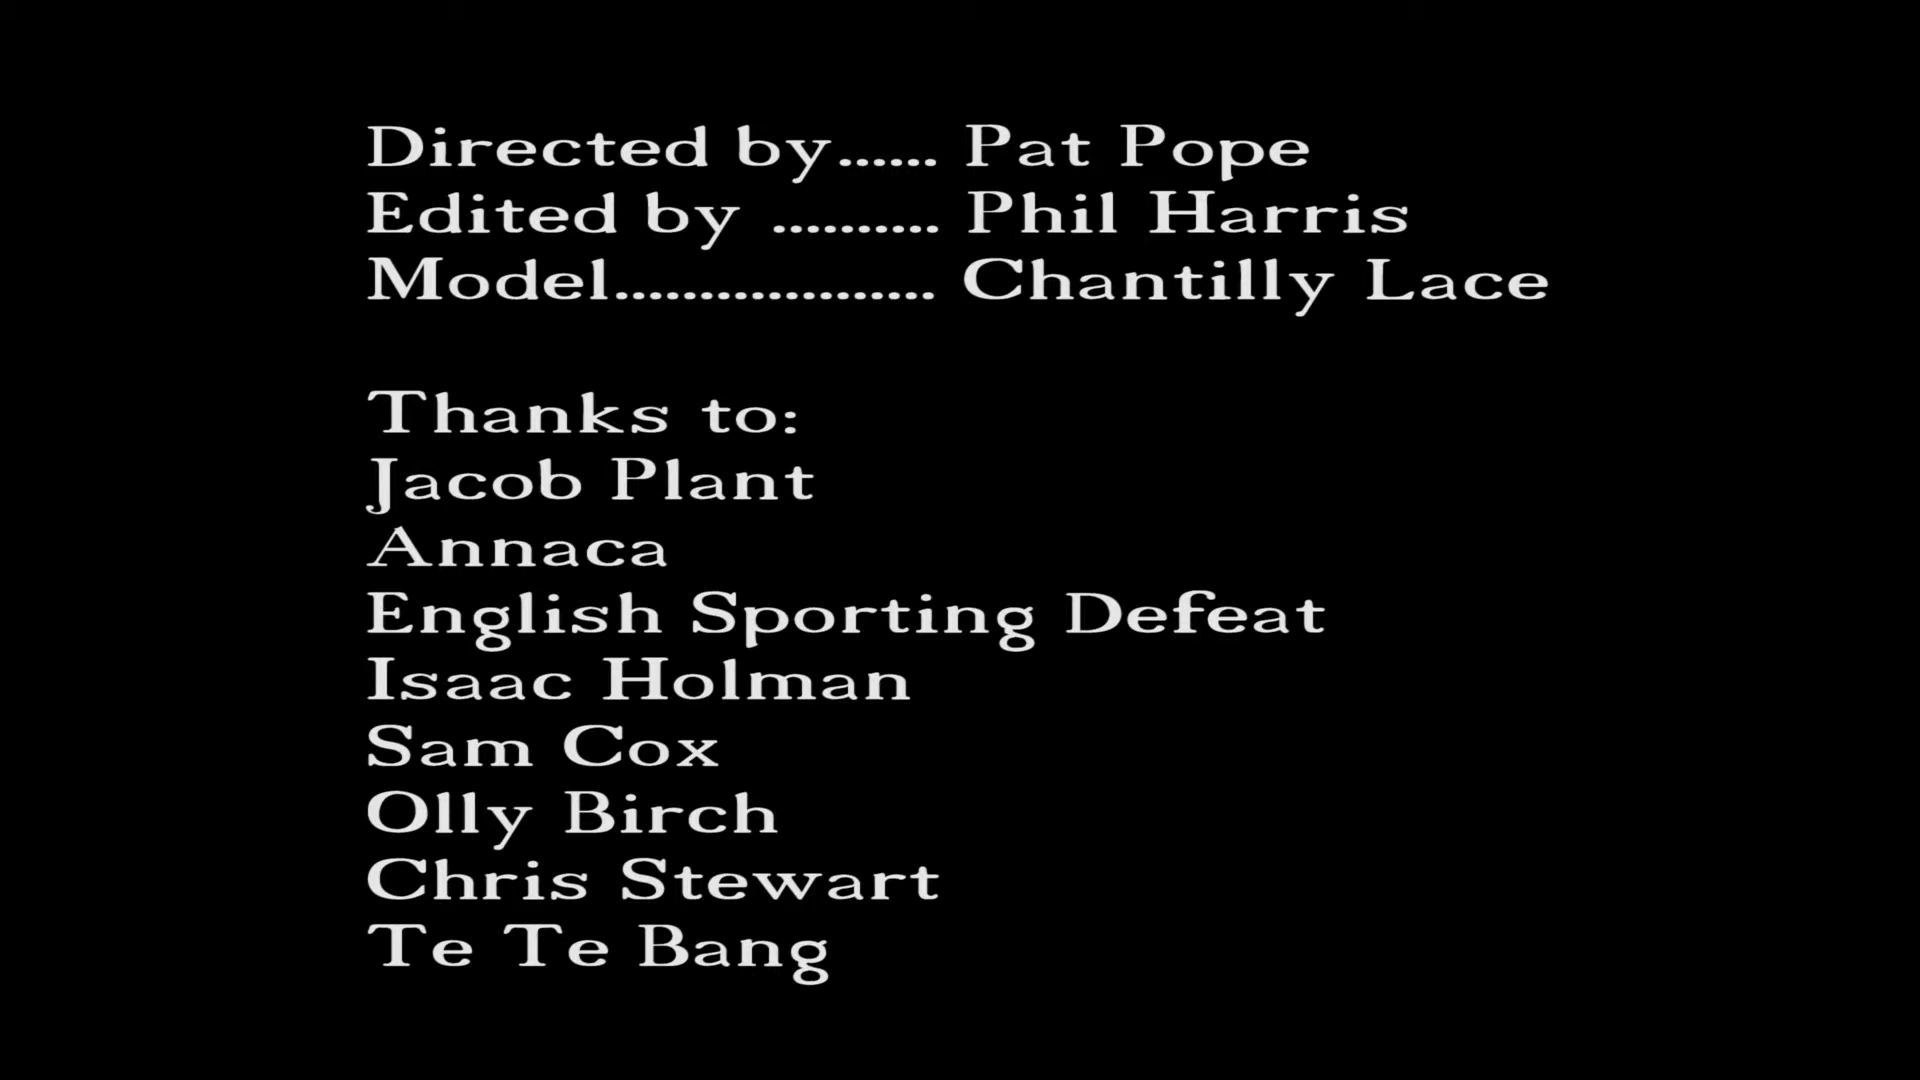 Directed by...... Pat Pope
Edited by .......... Phil Harris
Model................... Chantilly Lace
Thanks to:
Jacob Plant
Annaca
English Sporting Defeat
Isaac Holman
Sam Cox
Olly Birch
Chris Stewart
Te Te Bang